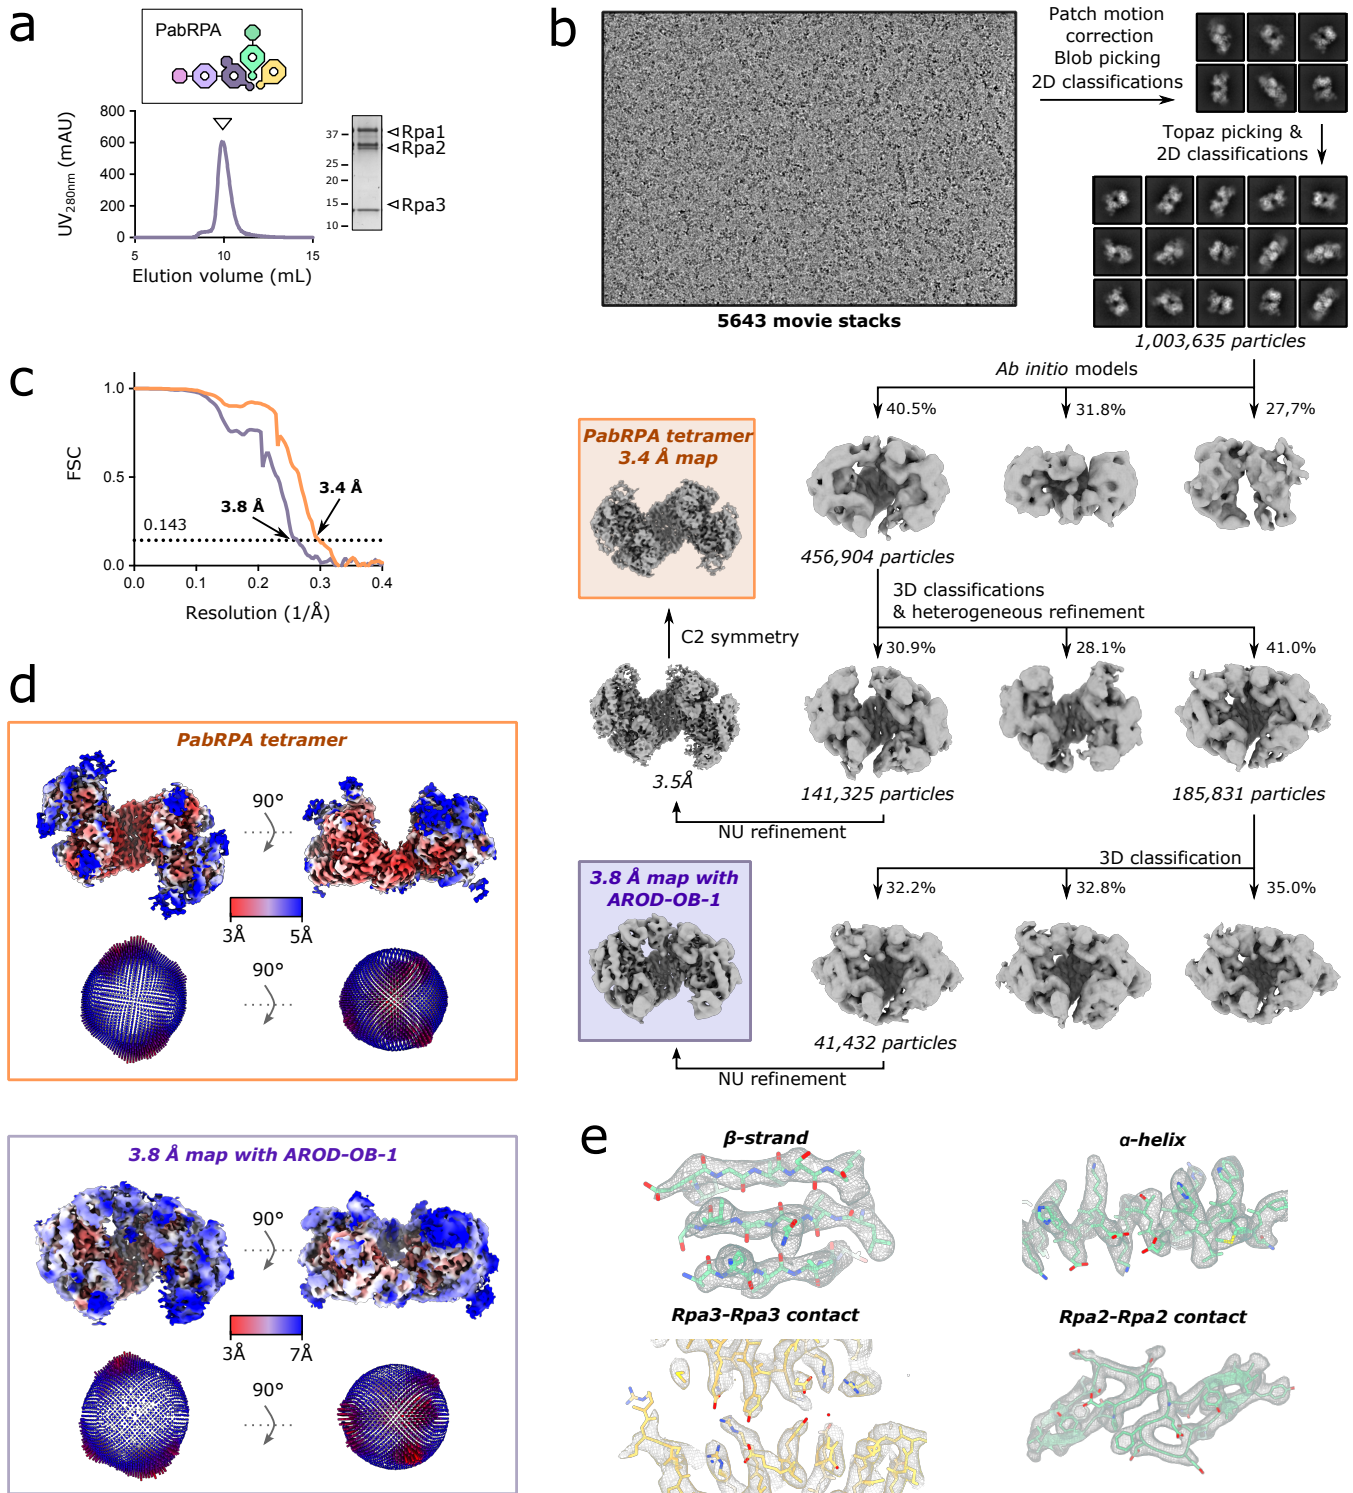 a
PabRPA
800
600
400
200
0
UV280nm (mAU)
5
10
15
Elution volume (mL)
37
25
20
15
10
Rpa1
Rpa2
Rpa3
b
5643 movie stacks
Patch motion
correction
Blob picking
2D classifications
Topaz picking &
2D classifications
1,003,635 particles
Ab initio models
40.5%
31.8%
27,7%
456,904 particles
3D classifications
& heterogeneous refinement
30.9%
28.1%
41.0%
141,325 particles
185,831 particles
NU refinement
3.5Å
C2 symmetry
PabRPA tetramer
3.4 Å map
3D classification
32.2%
32.8%
35.0%
41,432 particles
NU refinement
3.8 Å map with
AROD-OB-1
c
1.0
0.5
0.0
FSC
0.143
3.8 Å
3.4 Å
0.0
0.1
0.2
0.3
0.4
Resolution (1/Å)
d
PabRPA tetramer
90°
3Å
5Å
90°
3.8 Å map with AROD-OB-1
90°
3Å
7Å
90°
e
β-strand
α-helix
Rpa3-Rpa3 contact
Rpa2-Rpa2 contact